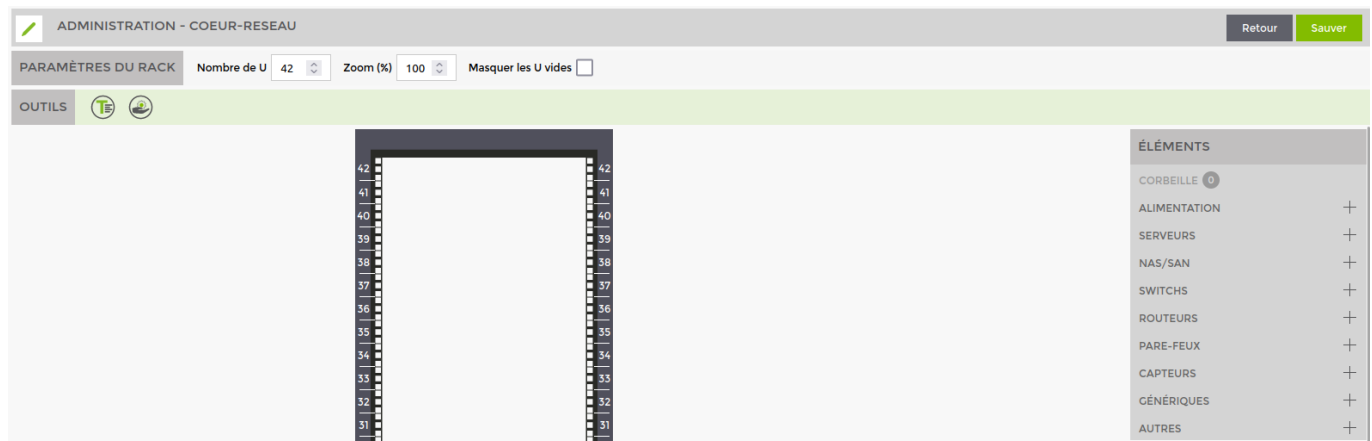 ADMINISTRATION - COEUR-RESEAU
Retour
Sauver
PARAMÈTRES DU RACK
Nombre de U 42
Zoom (%) 100
Masquer les U vides
OUTILS
T
42 42
41 41
40 40
39 39
38 38
37 37
36 36
35 35
34 34
33 33
32 32
31 31
ÉLÉMENTS
CORBEILLE 0
ALIMENTATION
SERVEURS
NAS/SAN
SWITCHS
ROUTEURS
PARE-FEUX
CAPTEURS
GÉNÉRIQUES
AUTRES